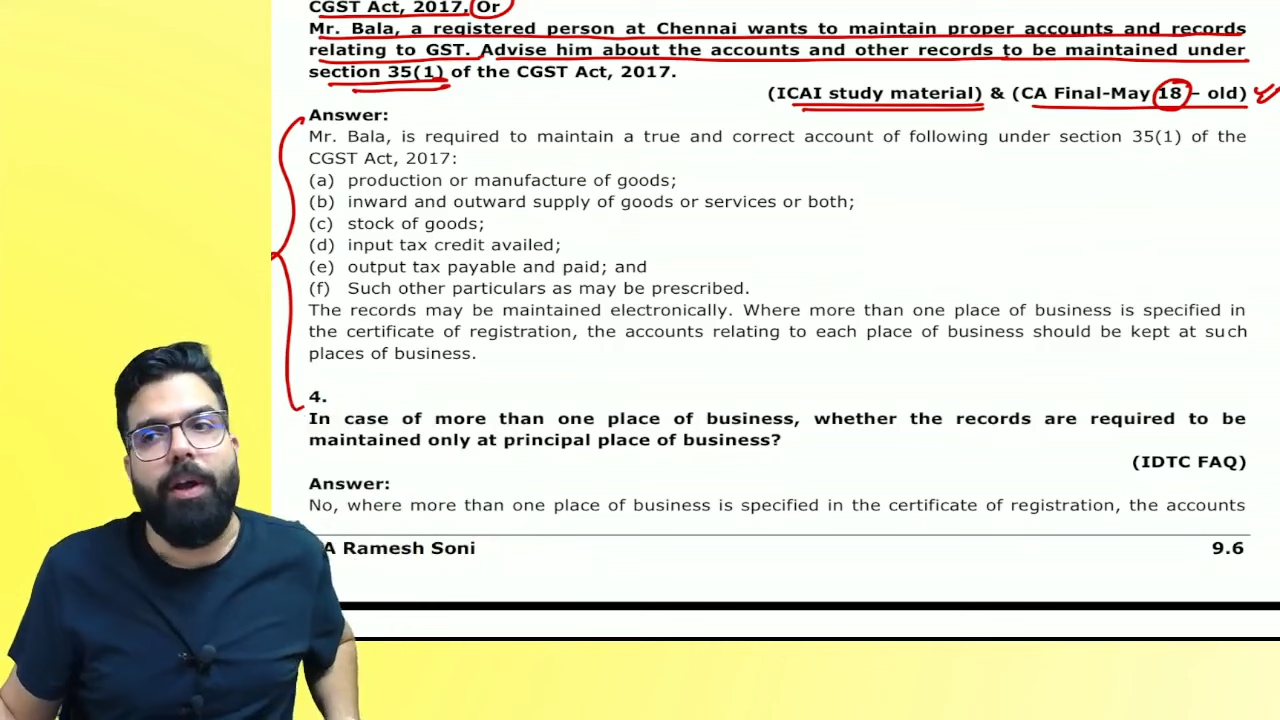 CGST Act, 2017, Or
Mr. Bala, a registered person at Chennai wants to maintain proper accounts and records
relating to GST. Advise him about the accounts and other records to be maintained under
section 35(1) of the CGST Act, 2017.
(ICAI study material) & (CA Final-May 18 – old)
Answer:
Mr. Bala, is required to maintain a true and correct account of following under section 35(1) of the
CGST Act, 2017:
(a) production or manufacture of goods;
(b) inward and outward supply of goods or services or both;
(c) stock of goods;
(d) input tax credit availed;
(e) output tax payable and paid; and
(f) Such other particulars as may be prescribed.
The records may be maintained electronically. Where more than one place of business is specified in
the certificate of registration, the accounts relating to each place of business should be kept at such
places of business.
4.
In case of more than one place of business, whether the records are required to be
maintained only at principal place of business?
(IDTC FAQ)
Answer:
No, where more than one place of business is specified in the certificate of registration, the accounts
A Ramesh Soni
9.6